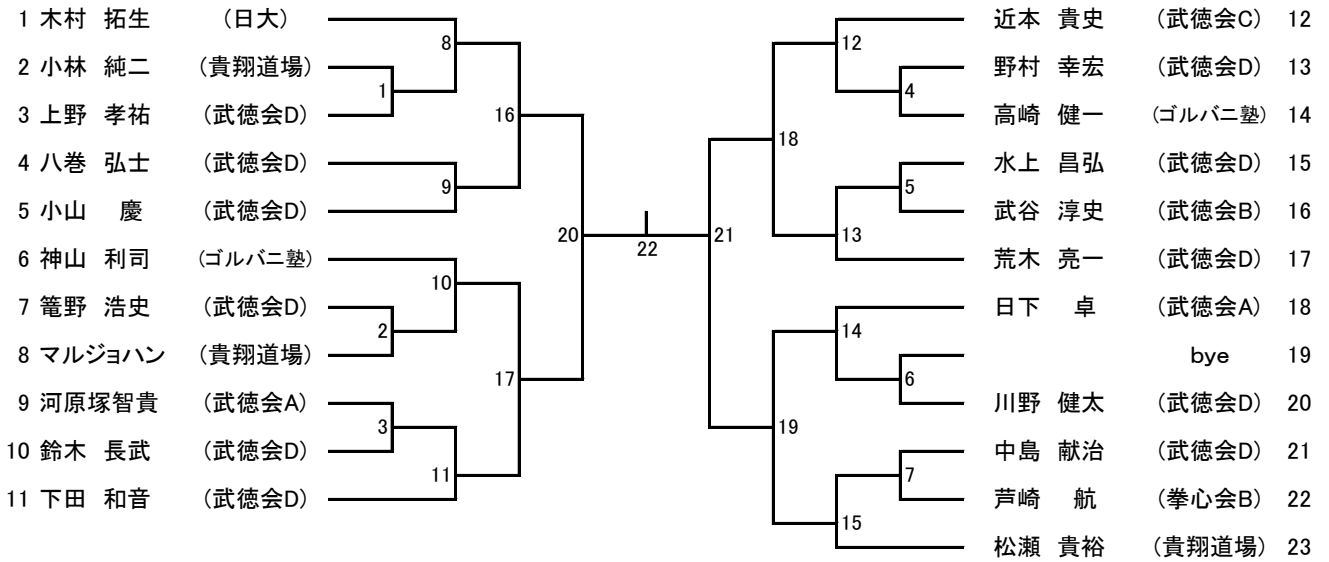 1 木村 拓生 (日大)
2 小林 純二 (貴翔道場)
3 上野 孝祐 (武徳会D)
4 八巻 弘士 (武徳会D)
5 小山 慶 (武徳会D)
6 神山 利司 (ゴルバニ塾)
7 篭野 浩史 (武徳会D)
8 マルジョハン (貴翔道場)
9 河原塚智貴 (武徳会A)
10 鈴木 長武 (武徳会D)
11 下田 和音 (武徳会D)
8
1
16
9
20
10
2
17
3
11
22
21
12
4
18
5
13
14
6
19
7
15
近本 貴史 (武徳会C) 12
野村 幸宏 (武徳会D) 13
高崎 健一 (ゴルバニ塾) 14
水上 昌弘 (武徳会D) 15
武谷 淳史 (武徳会B) 16
荒木 亮一 (武徳会D) 17
日下 卓 (武徳会A) 18
bye 19
川野 健太 (武徳会D) 20
中島 献治 (武徳会D) 21
芦崎 航 (拳心会B) 22
松瀬 貴裕 (貴翔道場) 23